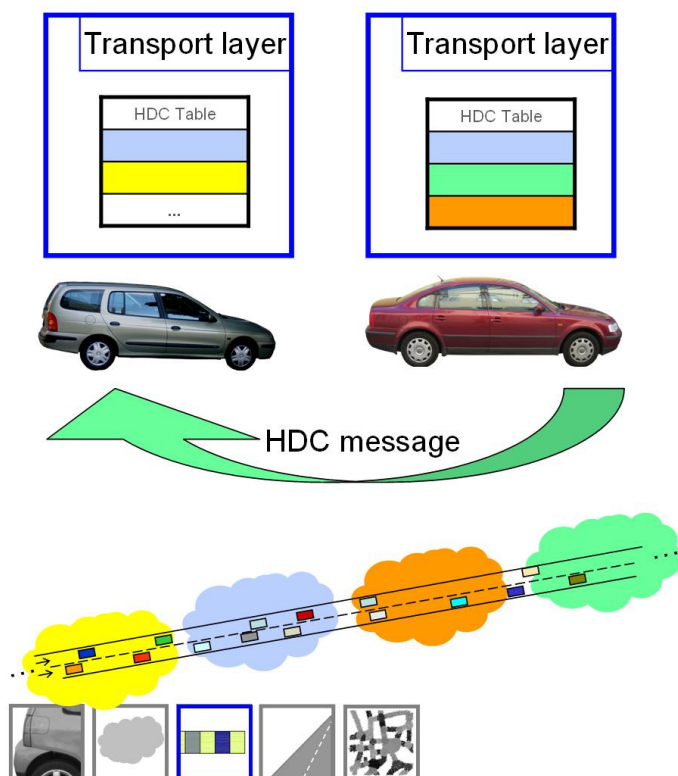 Transport layer
Transport layer
HDC Table
HDC Table
...
HDC message